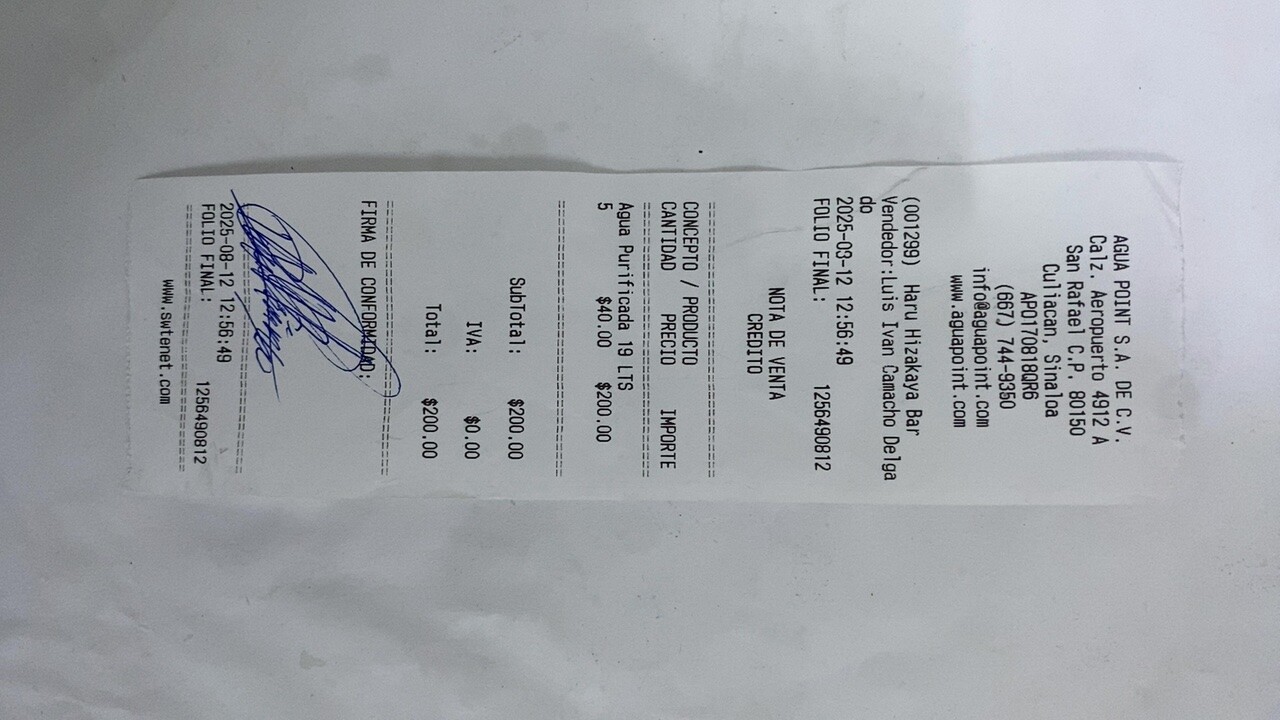 AGUA POINT S.A. DE C.V.
Calz. Aeropuerto 4912 A
San Rafael C.P. 80150
Culiacan, Sinaloa
APO170818QR6
(667) 744-9350
info@aguapoint.com
www.aguapoint.com
(001299) Haru Hizakaya Bar
Vendedor:Luis Ivan Camacho Delga
do
2025-03-12 12:56:49
FOLIO FINAL: 1256490812
NOTA DE VENTA
CREDITO
================================
CONCEPTO / PRODUCTO
CANTIDAD PRECIO IMPORTE
================================
Agua Purificada 19 LTS
5 $40.00 $200.00
================================
SubTotal: $200.00
IVA: $0.00
Total: $200.00
================================
FIRMA DE CONFORMIDAD:
================================
2025-08-12 12:56:49
FOLIO FINAL: 1256490812
================================
www.swtenet.com